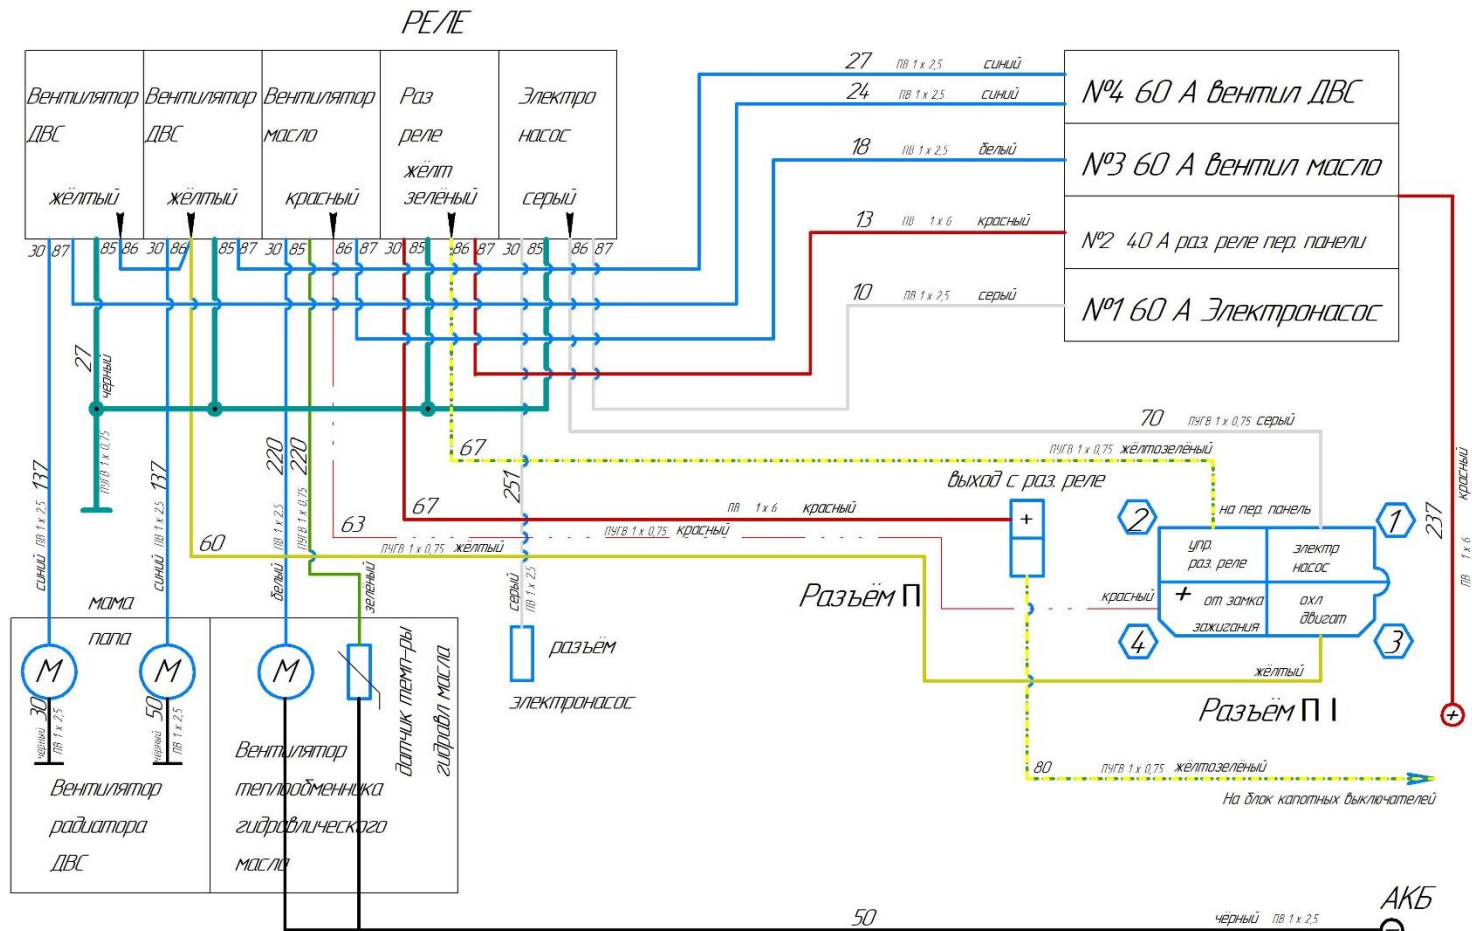 РЕЛЕ
Вентилятор
ДВС
жёлтый
Вентилятор
ДВС
жёлтый
Вентилятор
масло
красный
Раз
реле
жёлт
зелёный
Электро
насос
серый
30 87 85 86
30 86 85 87
30 85 86 87
30 85 86 87
30 85 86 87
27 ПВ 1 х 2,5 синий
24 ПВ 1 х 2,5 синий
18 ПВ 1 х 2,5 белый
13 ПВ 1 х 6 красный
10 ПВ 1 х 2,5 серый
№4 60 А вентил ДВС
№3 60 А вентил масло
№2 40 А раз. реле пер. панели
№1 60 А Электронасос
27 чёрный
ПУГВ 1 х 0,75
70 ПУГВ 1 х 0,75 серый
67 ПУГВ 1 х 0,75 жёлтозелёный
67 ПВ 1 х 6 красный
63 ПУГВ 1 х 0,75 красный
60 ПУГВ 1 х 0,75 жёлтый
синий ПВ 1 х 2,5 137
синий ПВ 1 х 2,5 137
белый ПВ 1 х 2,5 220
зелёный ПУГВ 1 х 0,75 220
серый ПВ 1 х 2,5 251
237 ПВ 1 х 6 красный
выход с раз. реле
+
на пер. панель
2
1
упр.
раз. реле
электр
насос
+ от замка
зажигания
охл
двигат
красный
4
3
жёлтый
Разъём П
Разъём П I
+
мама
папа
М
М
М
чёрный 30 ПВ 1 х 2,5
чёрный 50 ПВ 1 х 2,5
Вентилятор
радиатора
ДВС
Вентилятор
теплообменника
гидравлического
масла
датчик темп-ры
гидравл масла
разъём
электронасос
80 ПУГВ 1 х 0,75 жёлтозелёный
На блок капотных выключателей
50 чёрный ПВ 1 х 2,5
АКБ
−